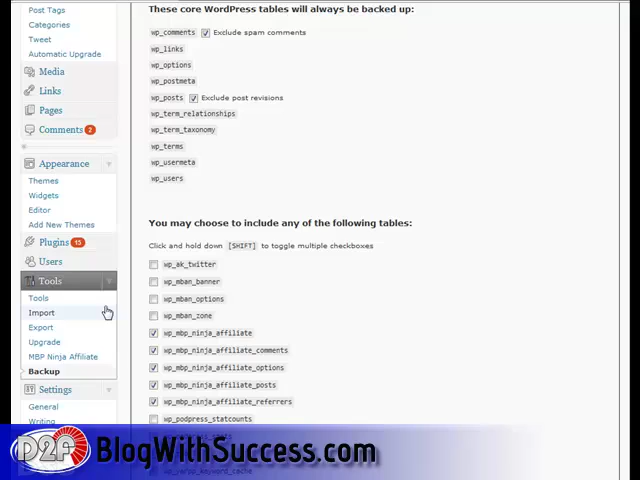 Post Tags
Categories
Tweet
Automatic Upgrade
Media
Links
Pages
Comments 2
Appearance
Themes
Widgets
Editor
Add New Themes
Plugins 15
Users
Tools
Tools
Import
Export
Upgrade
MBP Ninja Affiliate
Backup
Settings
General
Writing
These core WordPress tables will always be backed up:
wp_comments Exclude spam comments
wp_links
wp_options
wp_postmeta
wp_posts Exclude post revisions
wp_term_relationships
wp_term_taxonomy
wp_terms
wp_usermeta
wp_users
You may choose to include any of the following tables:
Click and hold down [SHIFT] to toggle multiple checkboxes
wp_ak_twitter
wp_mban_banner
wp_mban_options
wp_mban_zone
wp_mbp_ninja_affiliate
wp_mbp_ninja_affiliate_comments
wp_mbp_ninja_affiliate_options
wp_mbp_ninja_affiliate_posts
wp_mbp_ninja_affiliate_referrers
wp_podpress_statcounts
D2F BlogWithSuccess.com